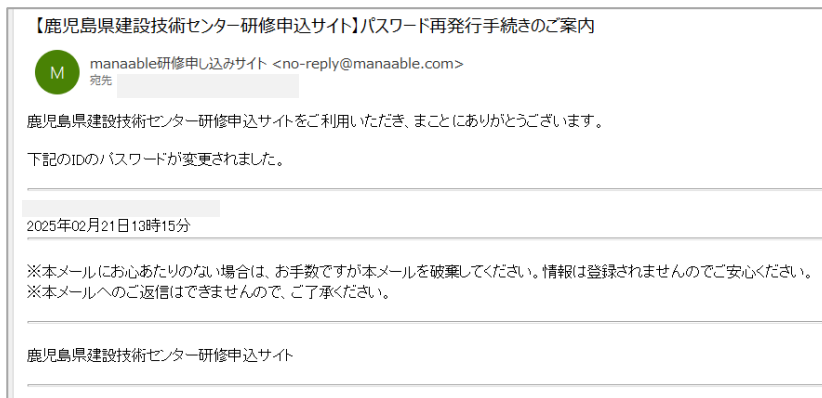 【鹿児島県建設技術センター研修申込サイト】パスワード再発行手続きのご案内
M
manaable研修申し込みサイト <no-reply@manaable.com>
宛先
鹿児島県建設技術センター研修申込サイトをご利用いただき、まことにありがとうございます。
下記のIDのパスワードが変更されました。
2025年02月21日13時15分
※本メールにお心あたりのない場合は、お手数ですが本メールを破棄してください。情報は登録されませんのでご安心ください。
※本メールへのご返信はできませんので、ご了承ください。
鹿児島県建設技術センター研修申込サイト